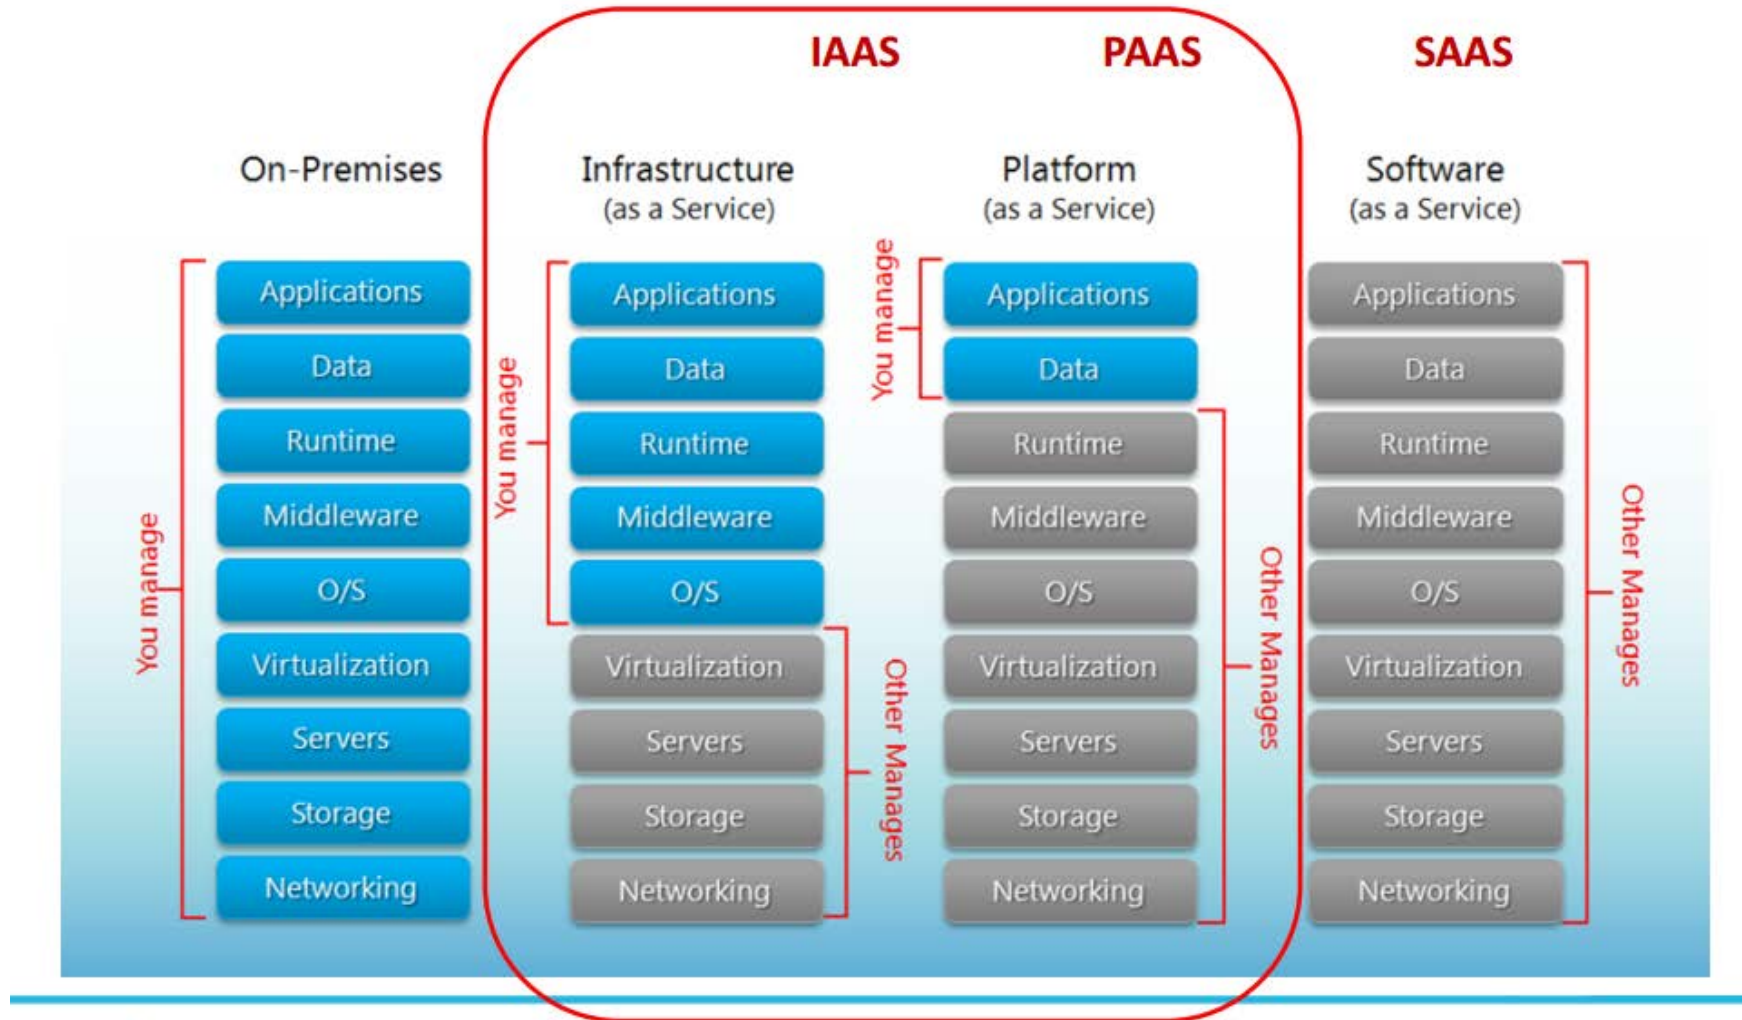 IAAS
PAAS
SAAS
On-Premises
You manage
Applications
Data
Runtime
Middleware
O/S
Virtualization
Servers
Storage
Networking
Infrastructure
(as a Service)
You manage
Applications
Data
Runtime
Middleware
O/S
Virtualization
Servers
Storage
Networking
Other Manages
Platform
(as a Service)
You manage
Applications
Data
Runtime
Middleware
O/S
Virtualization
Servers
Storage
Networking
Other Manages
Software
(as a Service)
Applications
Data
Runtime
Middleware
O/S
Virtualization
Servers
Storage
Networking
Other Manages